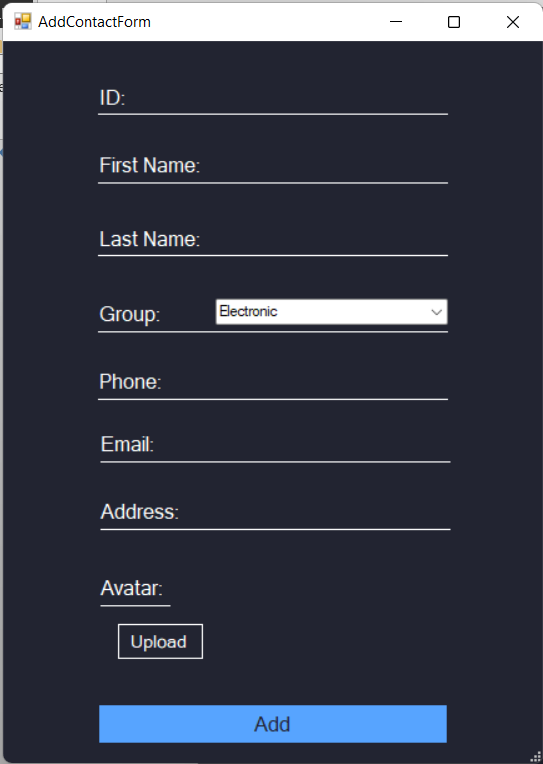 AddContactForm
ID:
First Name:
Last Name:
Group: Electronic
Phone:
Email:
Address:
Avatar:
Upload
Add